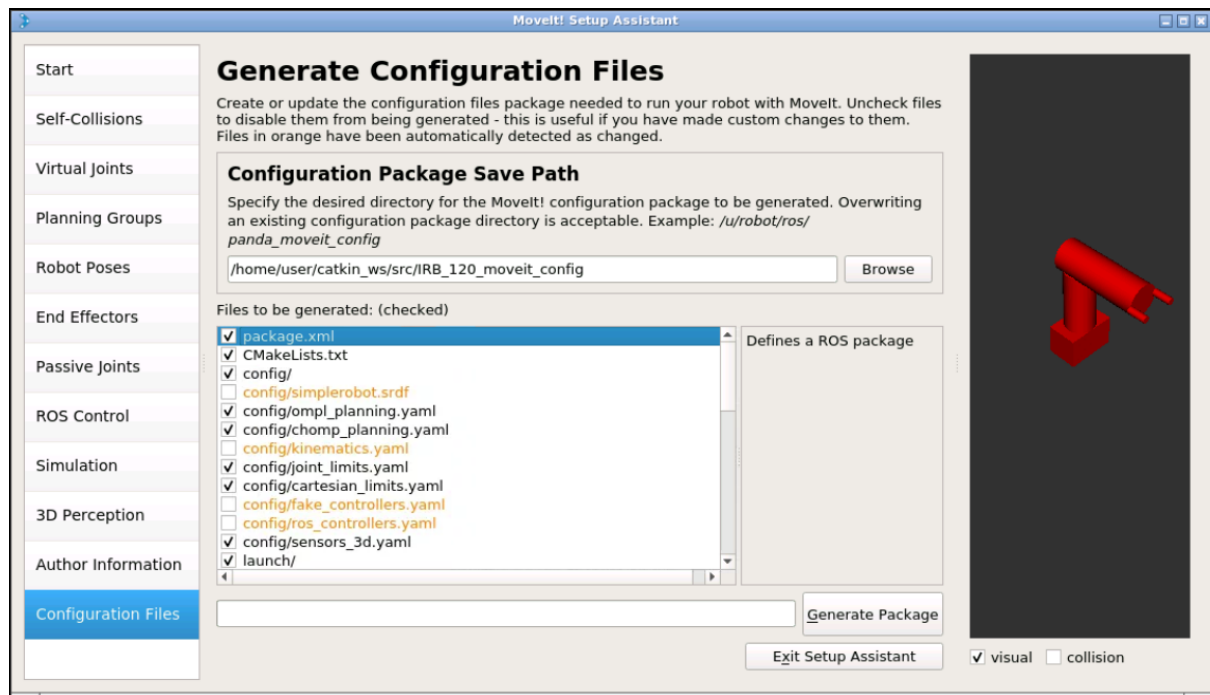 MoveIt! Setup Assistant
Start
Self-Collisions
Virtual Joints
Planning Groups
Robot Poses
End Effectors
Passive Joints
ROS Control
Simulation
3D Perception
Author Information
Configuration Files
Generate Configuration Files
Create or update the configuration files package needed to run your robot with MoveIt. Uncheck files
to disable them from being generated - this is useful if you have made custom changes to them.
Files in orange have been automatically detected as changed.
Configuration Package Save Path
Specify the desired directory for the MoveIt! configuration package to be generated. Overwriting
an existing configuration package directory is acceptable. Example: /u/robot/ros/
panda_moveit_config
/home/user/catkin_ws/src/IRB_120_moveit_config
Browse
Files to be generated: (checked)
package.xml
CMakeLists.txt
config/
config/simplerobot.srdf
config/ompl_planning.yaml
config/chomp_planning.yaml
config/kinematics.yaml
config/joint_limits.yaml
config/cartesian_limits.yaml
config/fake_controllers.yaml
config/ros_controllers.yaml
config/sensors_3d.yaml
launch/
Defines a ROS package
Generate Package
Exit Setup Assistant
visual
collision